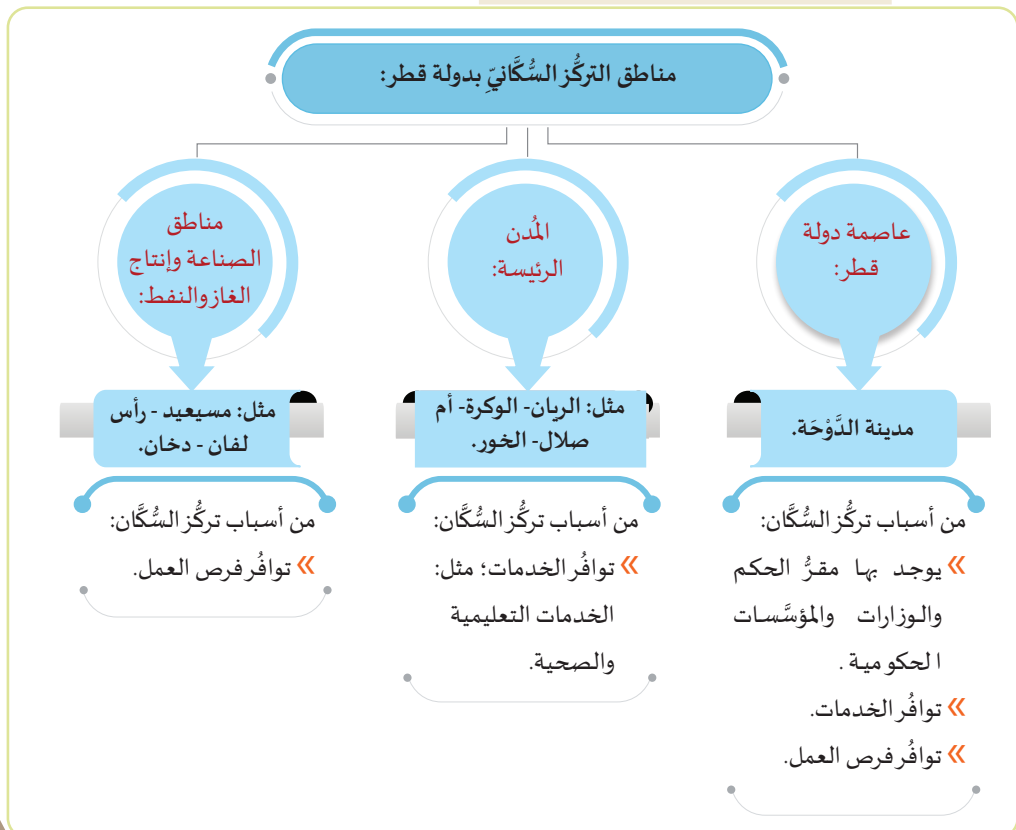 مناطق التركُّز السُّكَّانيِّ بدولة قطر:
عاصمة دولة
قطر:
مدينة الدَّوْحَة.
من أسباب تركُّز السُّكَّان:
» يوجد بها مقرُّ الحكم
والوزارات والمؤسَّسات
الحكومية .
» توافُر الخدمات.
» توافُر فرص العمل.
المُدن
الرئيسة:
مثل: الريان- الوكرة- أم
صلال- الخور.
من أسباب تركُّز السُّكَّان:
» توافُر الخدمات؛ مثل:
الخدمات التعليمية
والصحية.
مناطق
الصناعة وإنتاج
الغاز والنفط:
مثل: مسيعيد - رأس
لفان - دخان.
من أسباب تركُّز السُّكَّان:
» توافُر فرص العمل.